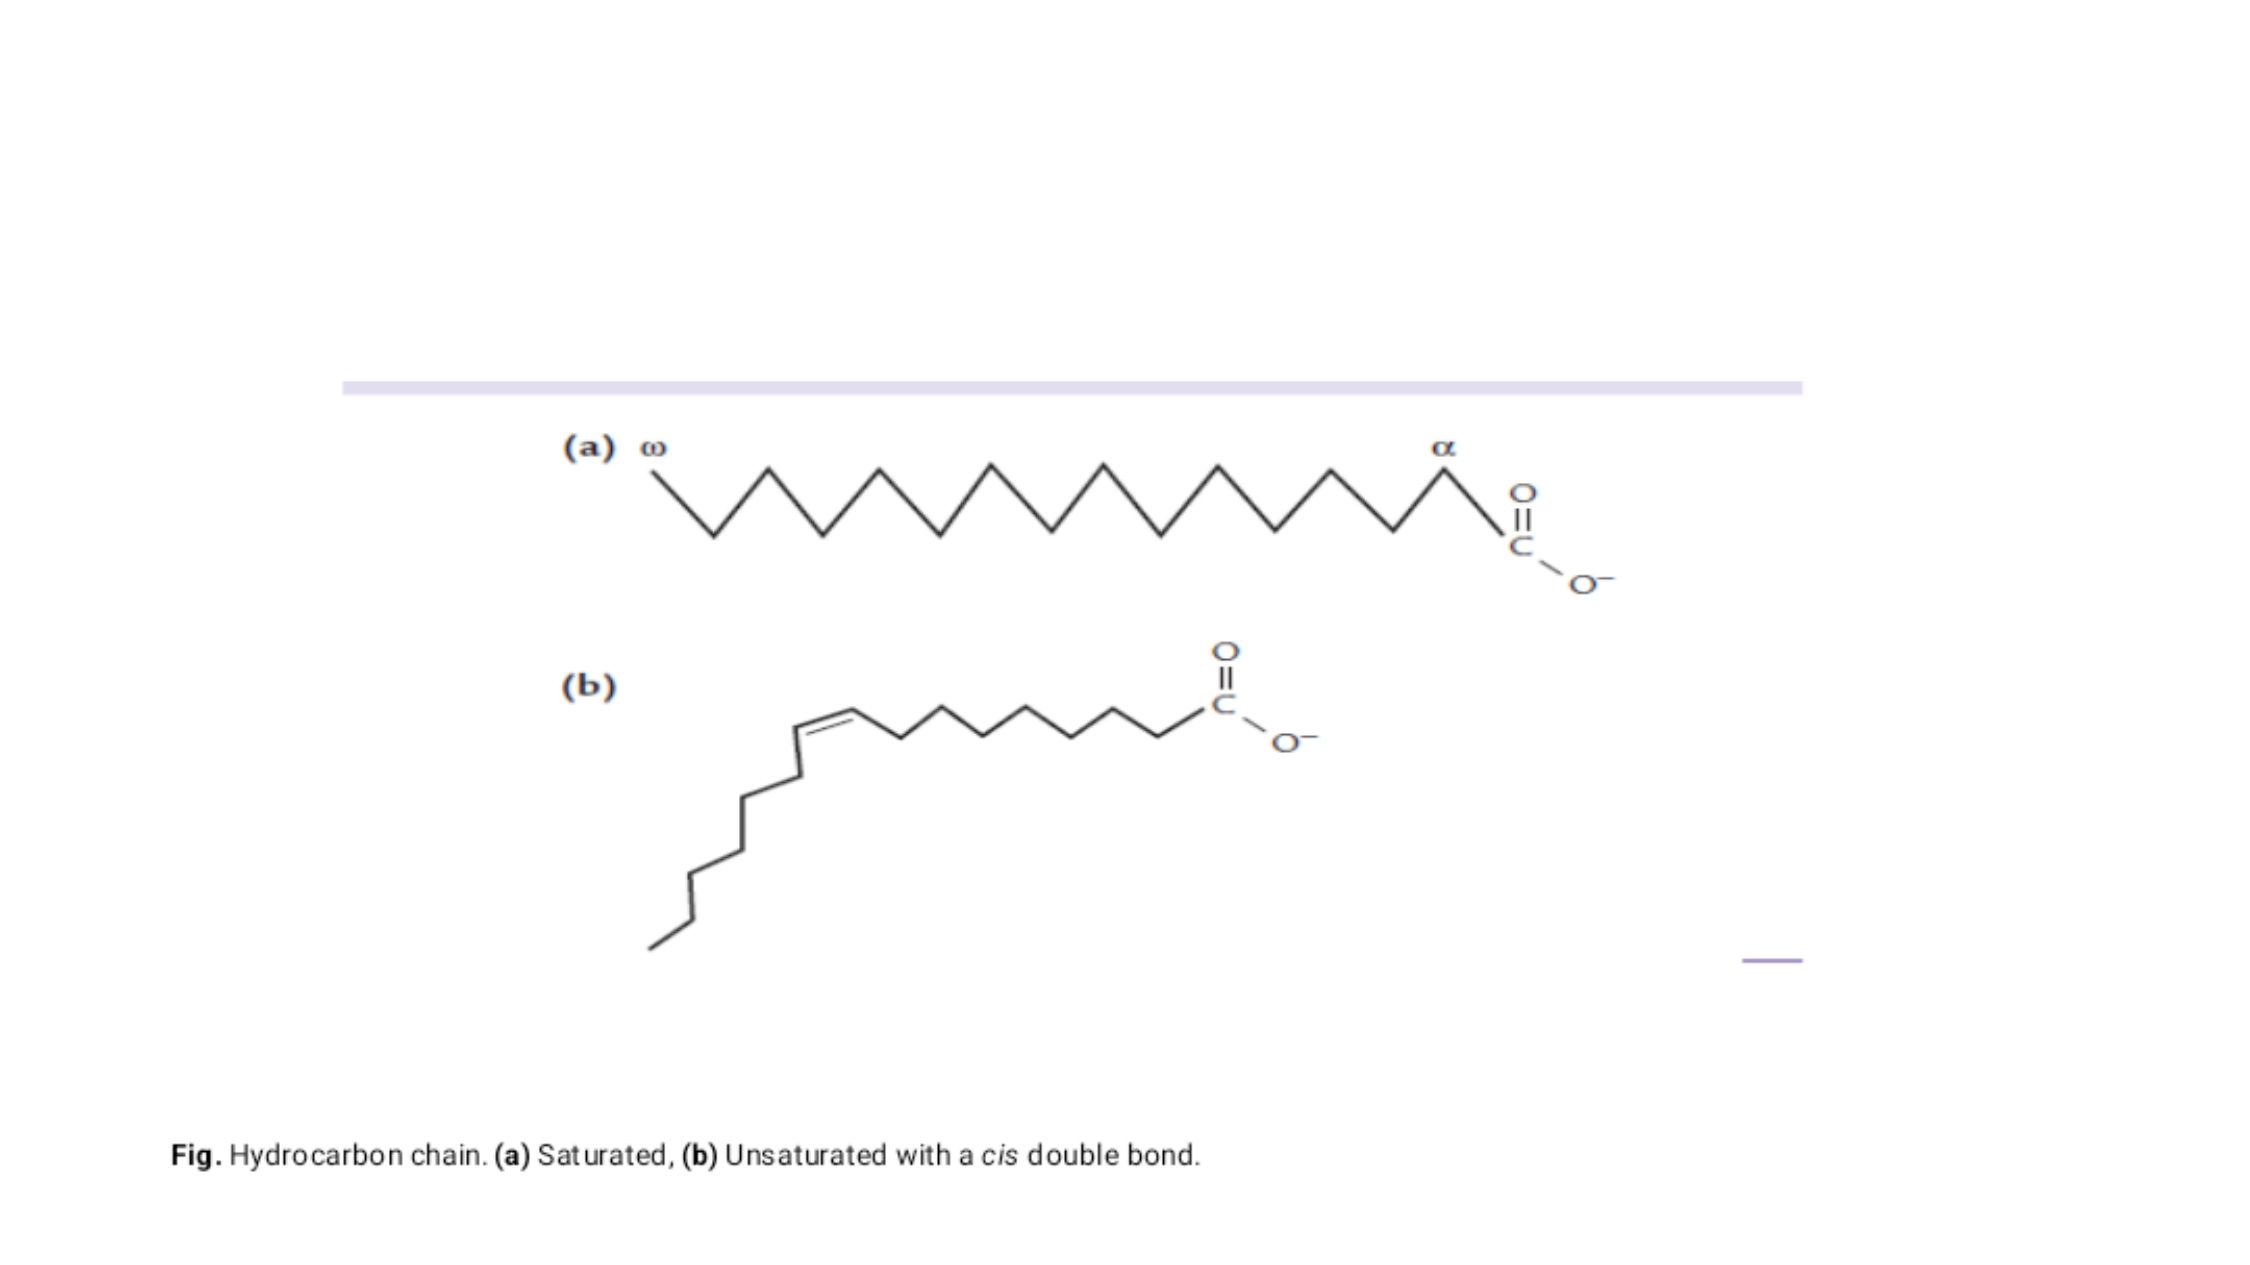 (a) ω α
O
C
O⁻
(b)
O
C
O⁻
Fig. Hydrocarbon chain. (a) Saturated, (b) Unsaturated with a cis double bond.